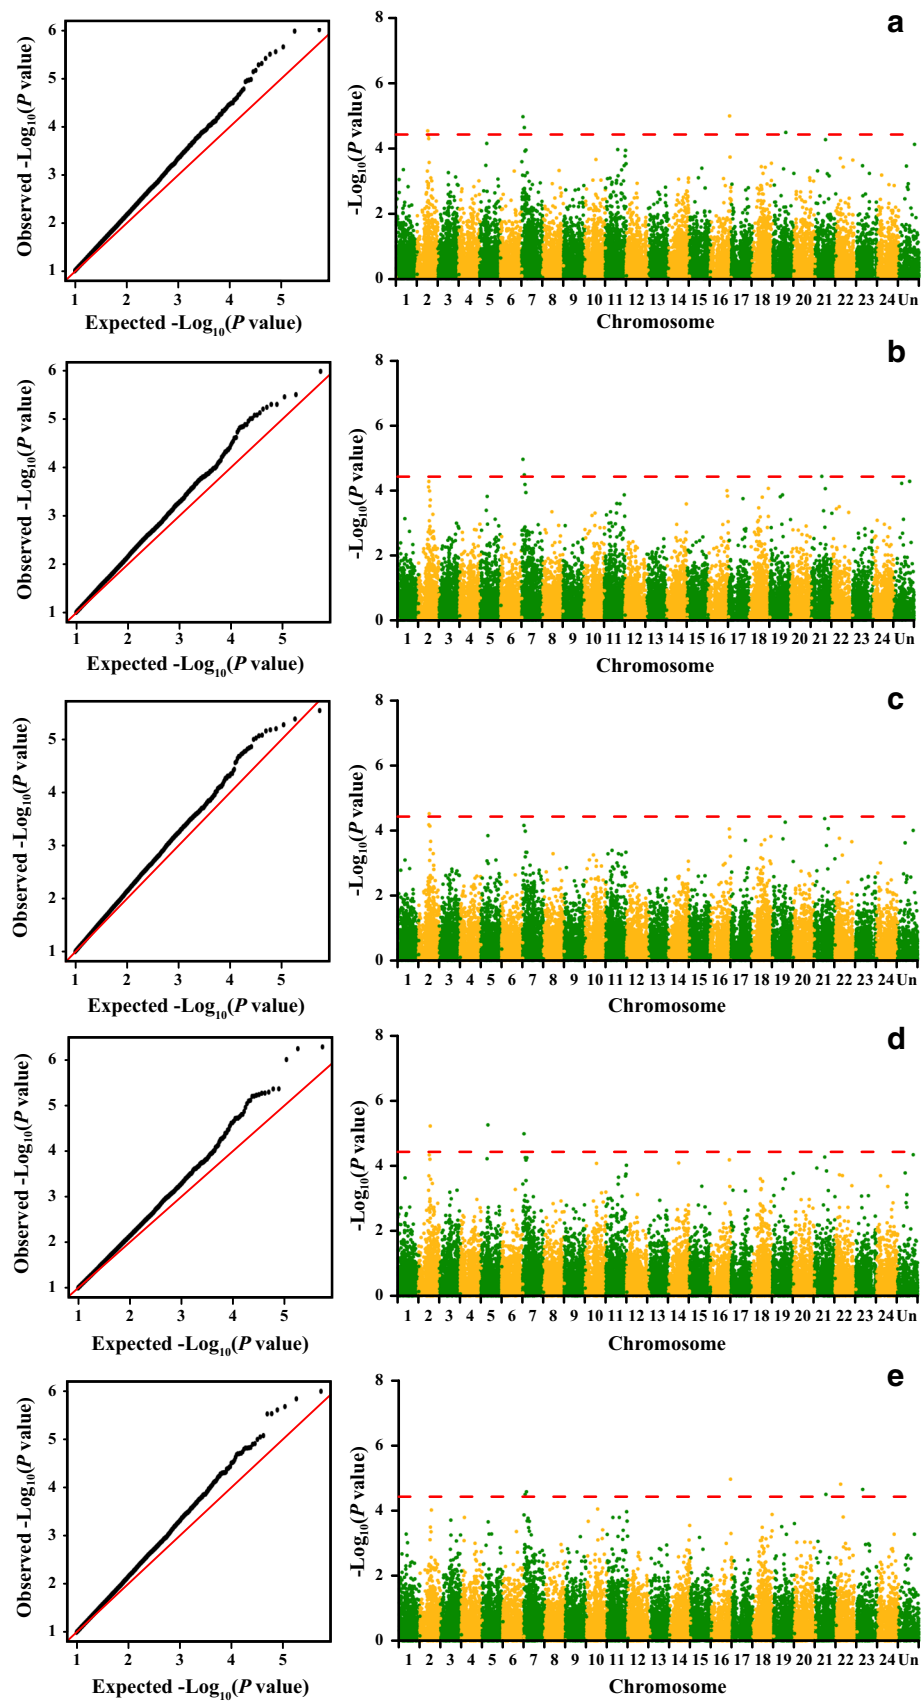 a
Observed -Log10(P value)
6
5
4
3
2
1
1 2 3 4 5
Expected -Log10(P value)
-Log10(P value)
8
6
4
2
0
1 2 3 4 5 6 7 8 9 10 11 12 13 14 15 16 17 18 19 20 21 22 24 Un
Chromosome
b
Observed -Log10(P value)
6
5
4
3
2
1
1 2 3 4 5
Expected -Log10(P value)
-Log10(P value)
8
6
4
2
0
1 2 3 4 5 6 7 8 9 10 11 12 13 14 15 16 17 18 19 20 21 22 23 24 Un
Chromosome
c
Observed -Log10(P value)
5
4
3
2
1
1 2 3 4 5
Expected -Log10(P value)
-Log10(P value)
8
6
4
2
0
1 2 3 4 5 6 7 8 9 10 11 12 13 14 15 16 17 18 19 20 21 22 23 24 Un
Chromosome
d
Observed -Log10(P value)
6
5
4
3
2
1
1 2 3 4 5
Expected -Log10(P value)
-Log10(P value)
8
6
4
2
0
1 2 3 4 5 6 7 8 9 10 11 12 13 14 15 16 17 18 19 20 21 22 23 24 Un
Chromosome
e
Observed -Log10(P value)
6
5
4
3
2
1
1 2 3 4 5
Expected -Log10(P value)
-Log10(P value)
8
6
4
2
0
1 2 3 4 5 6 7 8 9 10 11 12 13 14 15 16 17 18 19 20 21 22 23 24 Un
Chromosome